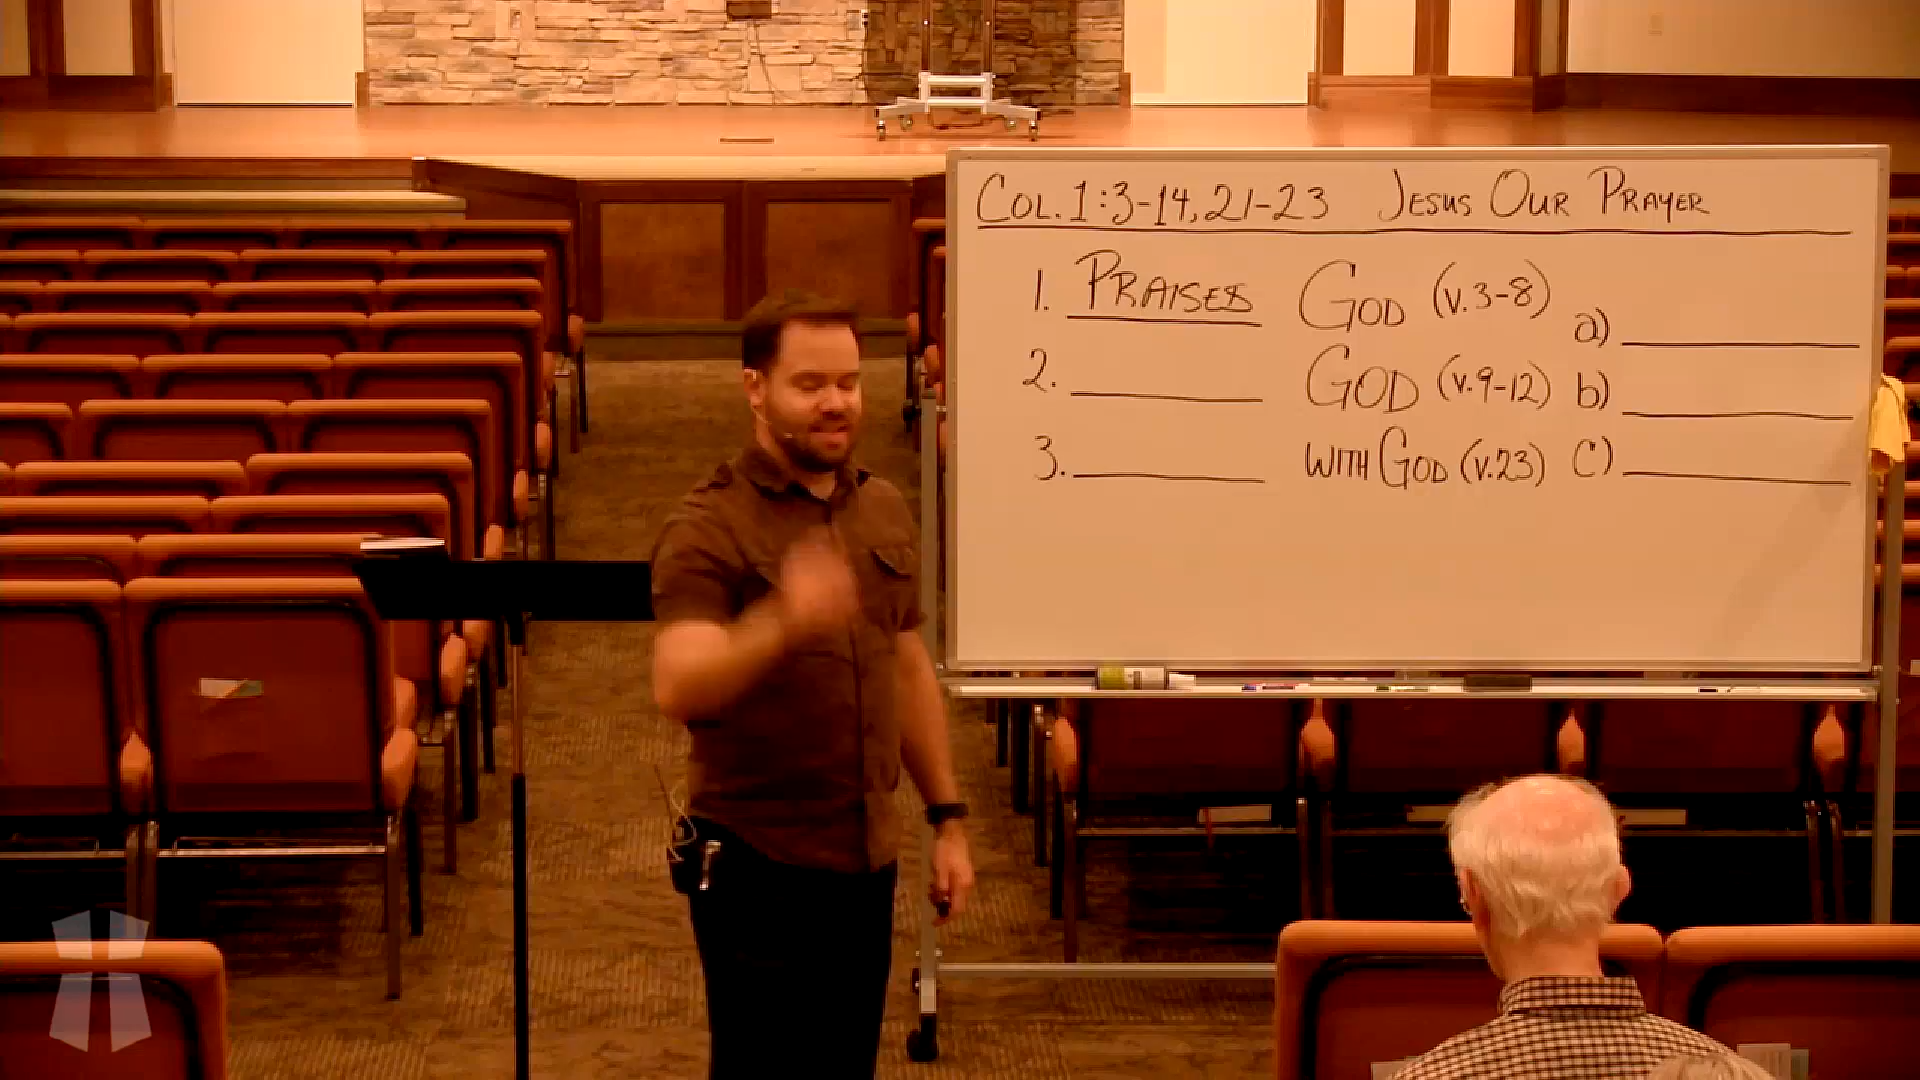 COL. 1:3-14, 21-23 JESUS OUR PRAYER
1. PRAISES GOD (V.3-8) a)
2. GOD (V.9-12) b)
3. WITH GOD (V.23) C)